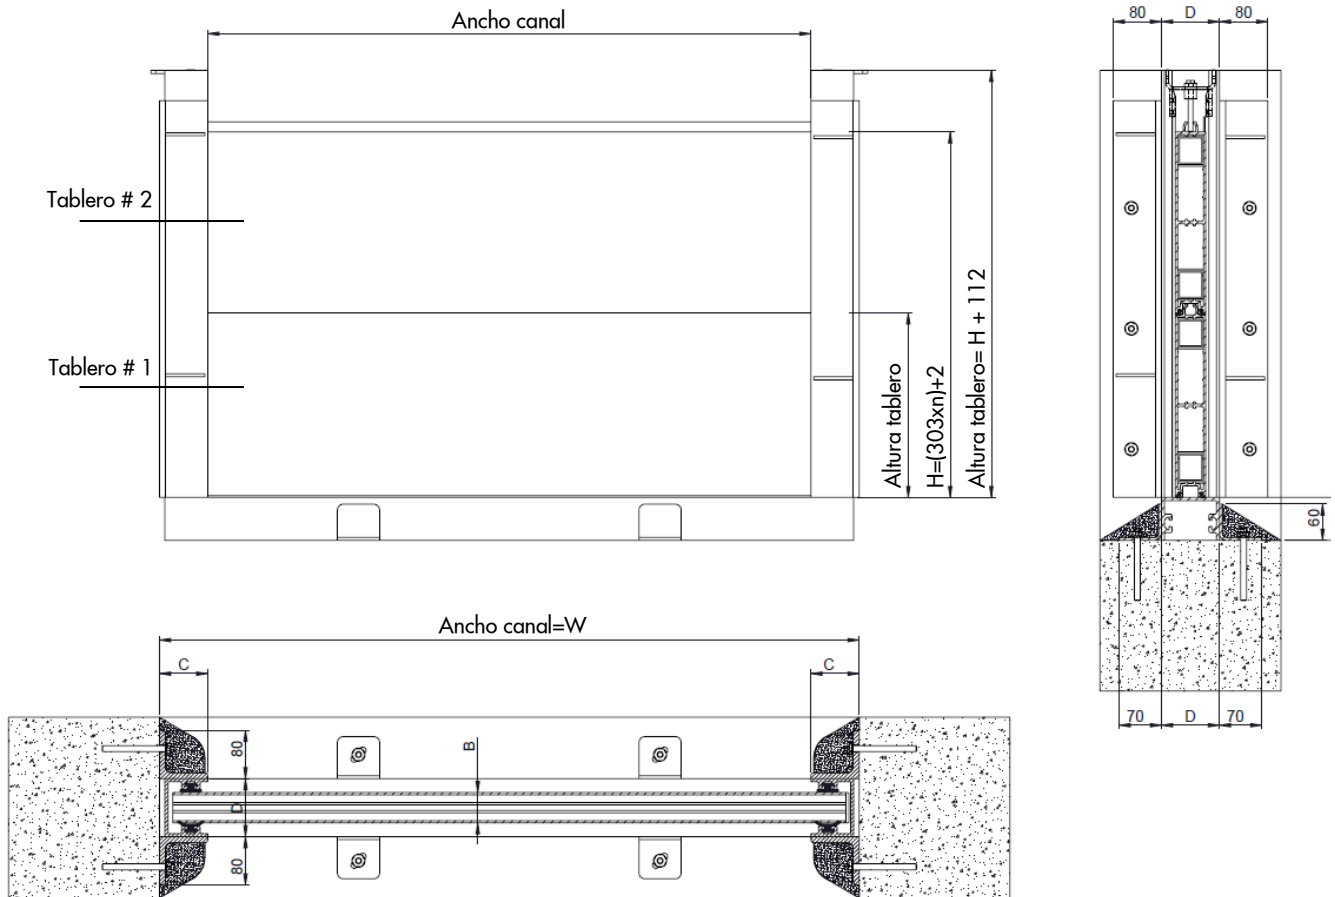 Ancho canal
80 D 80
Tablero # 2
Tablero # 1
Altura tablero
H=(303xn)+2
Altura tablero= H + 112
60
70 D 70
Ancho canal=W
C C
80
B
D
80